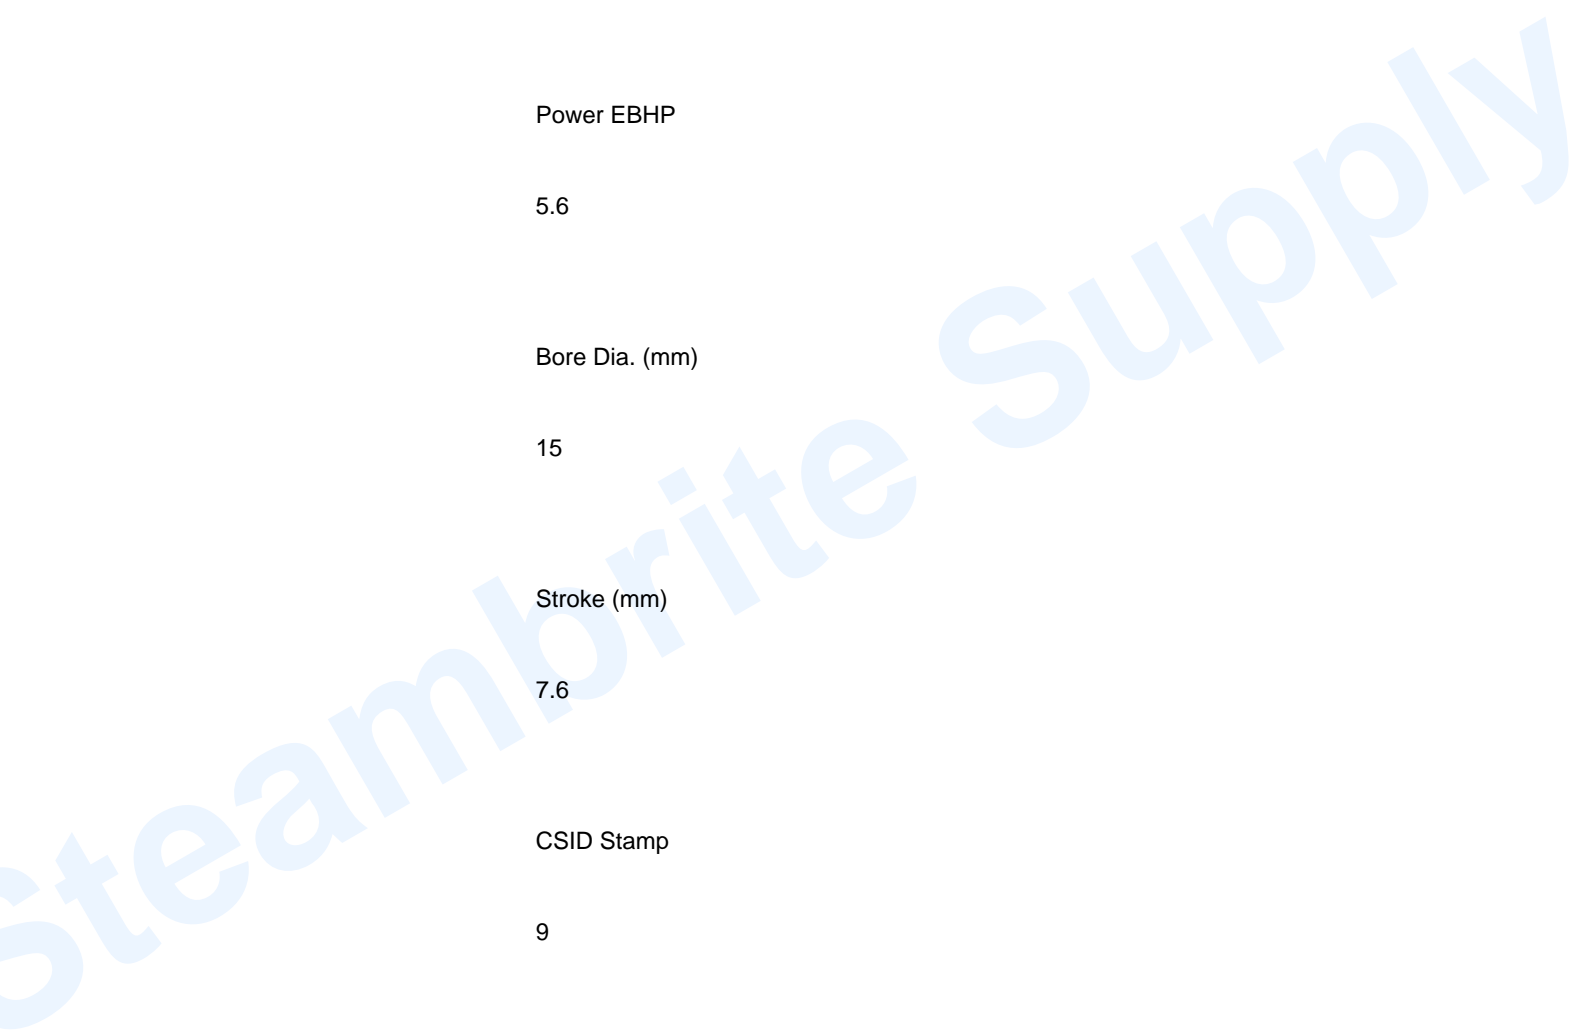 Power EBHP
5.6
Bore Dia. (mm)
15
Stroke (mm)
7.6
CSID Stamp
9
Steambrite Supply